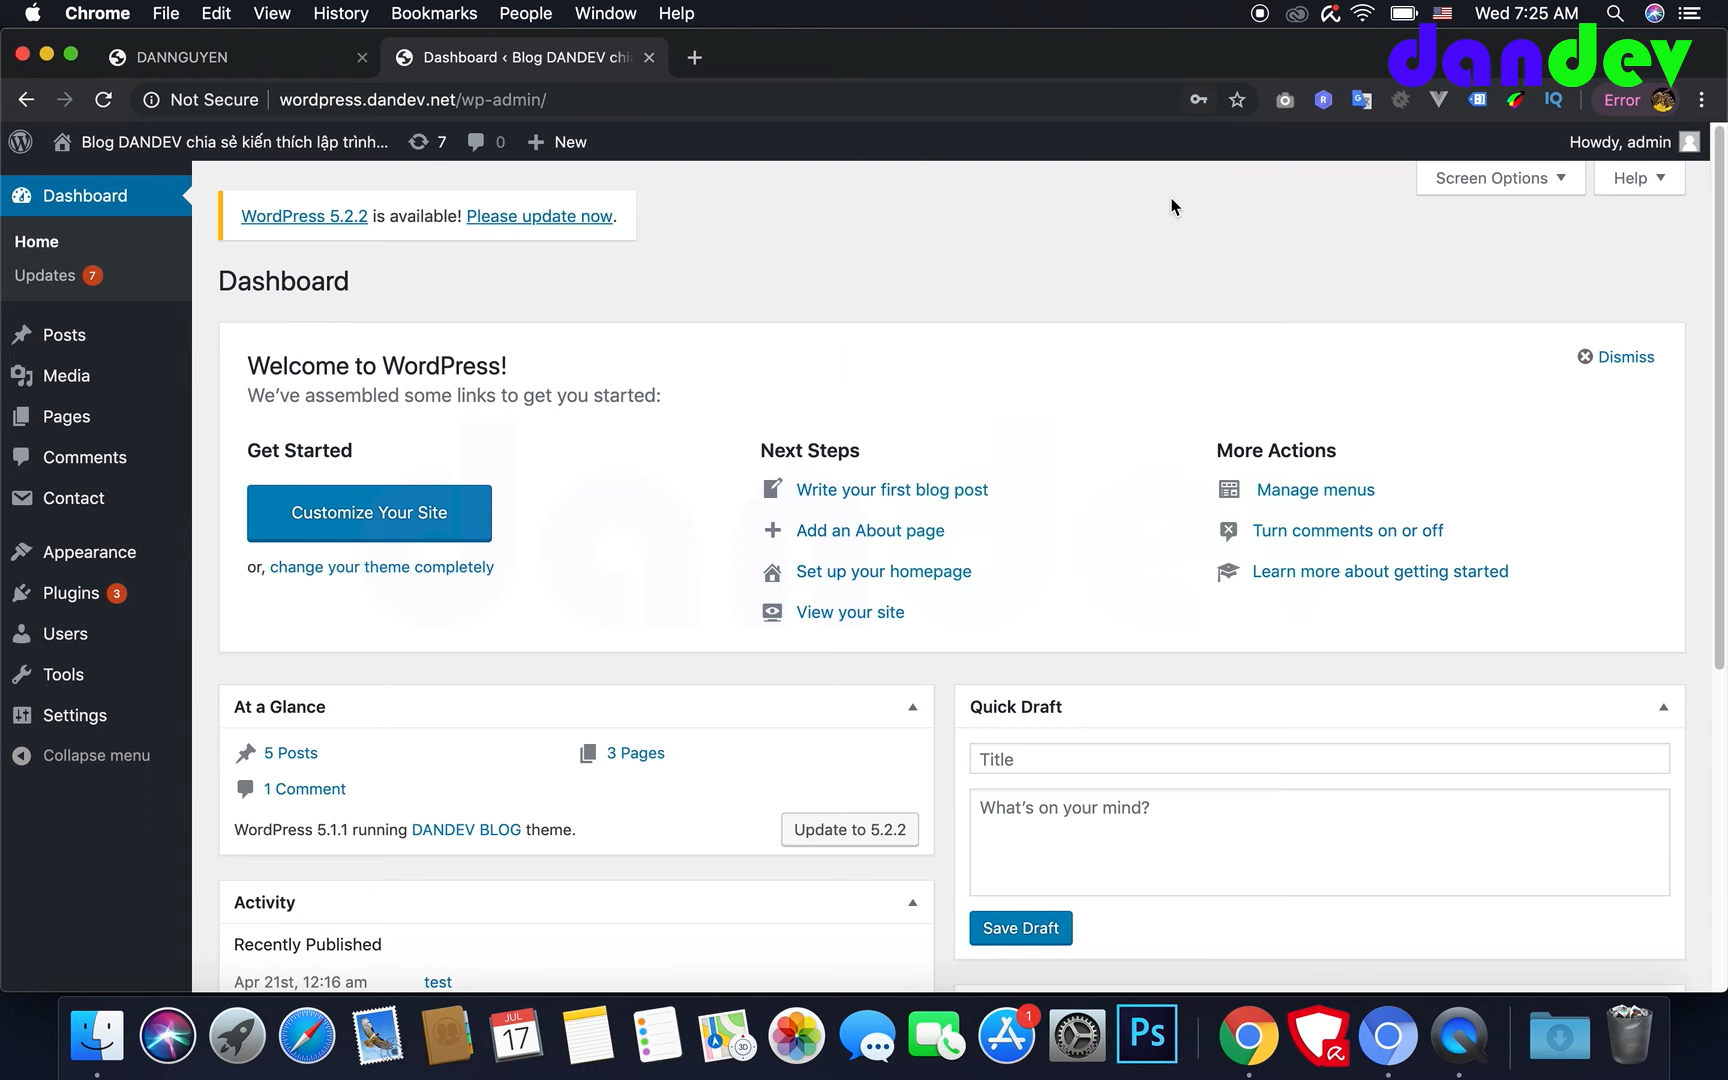 Chrome File Edit View History Bookmarks People Window Help
Wed 7:25 AM
dandev
DANNGUYEN
Dashboard ‹ Blog DANDEV chi
Not Secure
wordpress.dandev.net/wp-admin/
Error
Blog DANDEV chia sẻ kiến thích lập trình...
7
0
New
Howdy, admin
Screen Options
Help
Dashboard
Home
Updates 7
Posts
Media
Pages
Comments
Contact
Appearance
Plugins 3
Users
Tools
Settings
Collapse menu
WordPress 5.2.2 is available! Please update now.
Dashboard
Welcome to WordPress!
Dismiss
We've assembled some links to get you started:
Get Started
Customize Your Site
or, change your theme completely
Next Steps
Write your first blog post
Add an About page
Set up your homepage
View your site
More Actions
Manage menus
Turn comments on or off
Learn more about getting started
At a Glance
5 Posts
3 Pages
1 Comment
WordPress 5.1.1 running DANDEV BLOG theme.
Update to 5.2.2
Activity
Recently Published
Apr 21st, 12:16 am test
Quick Draft
Title
What's on your mind?
Save Draft
JUL
17
3D
1
Ps